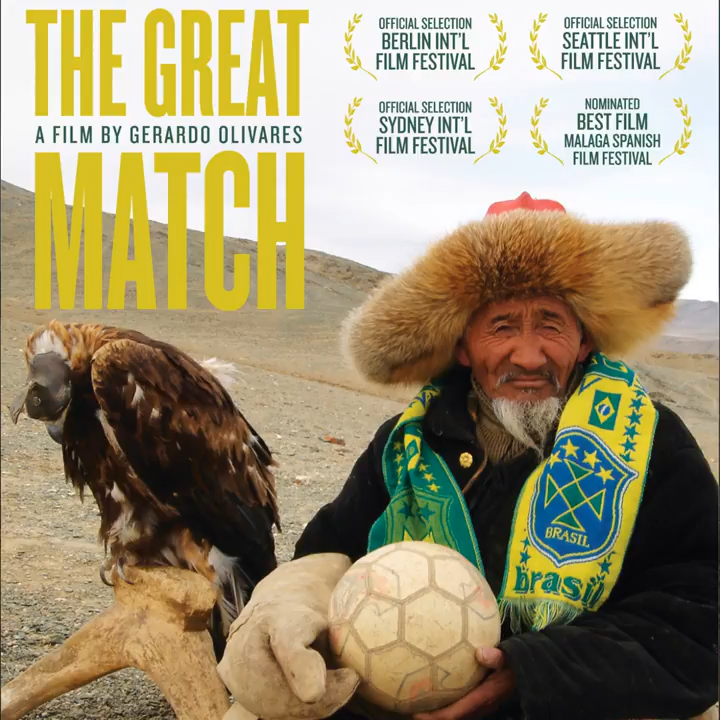 THE GREAT
A FILM BY GERARDO OLIVARES
MATCH
OFFICIAL SELECTION
BERLIN INT'L
FILM FESTIVAL
OFFICIAL SELECTION
SEATTLE INT'L
FILM FESTIVAL
OFFICIAL SELECTION
SYDNEY INT'L
FILM FESTIVAL
NOMINATED
BEST FILM
MALAGA SPANISH
FILM FESTIVAL
BRASIL
brasil